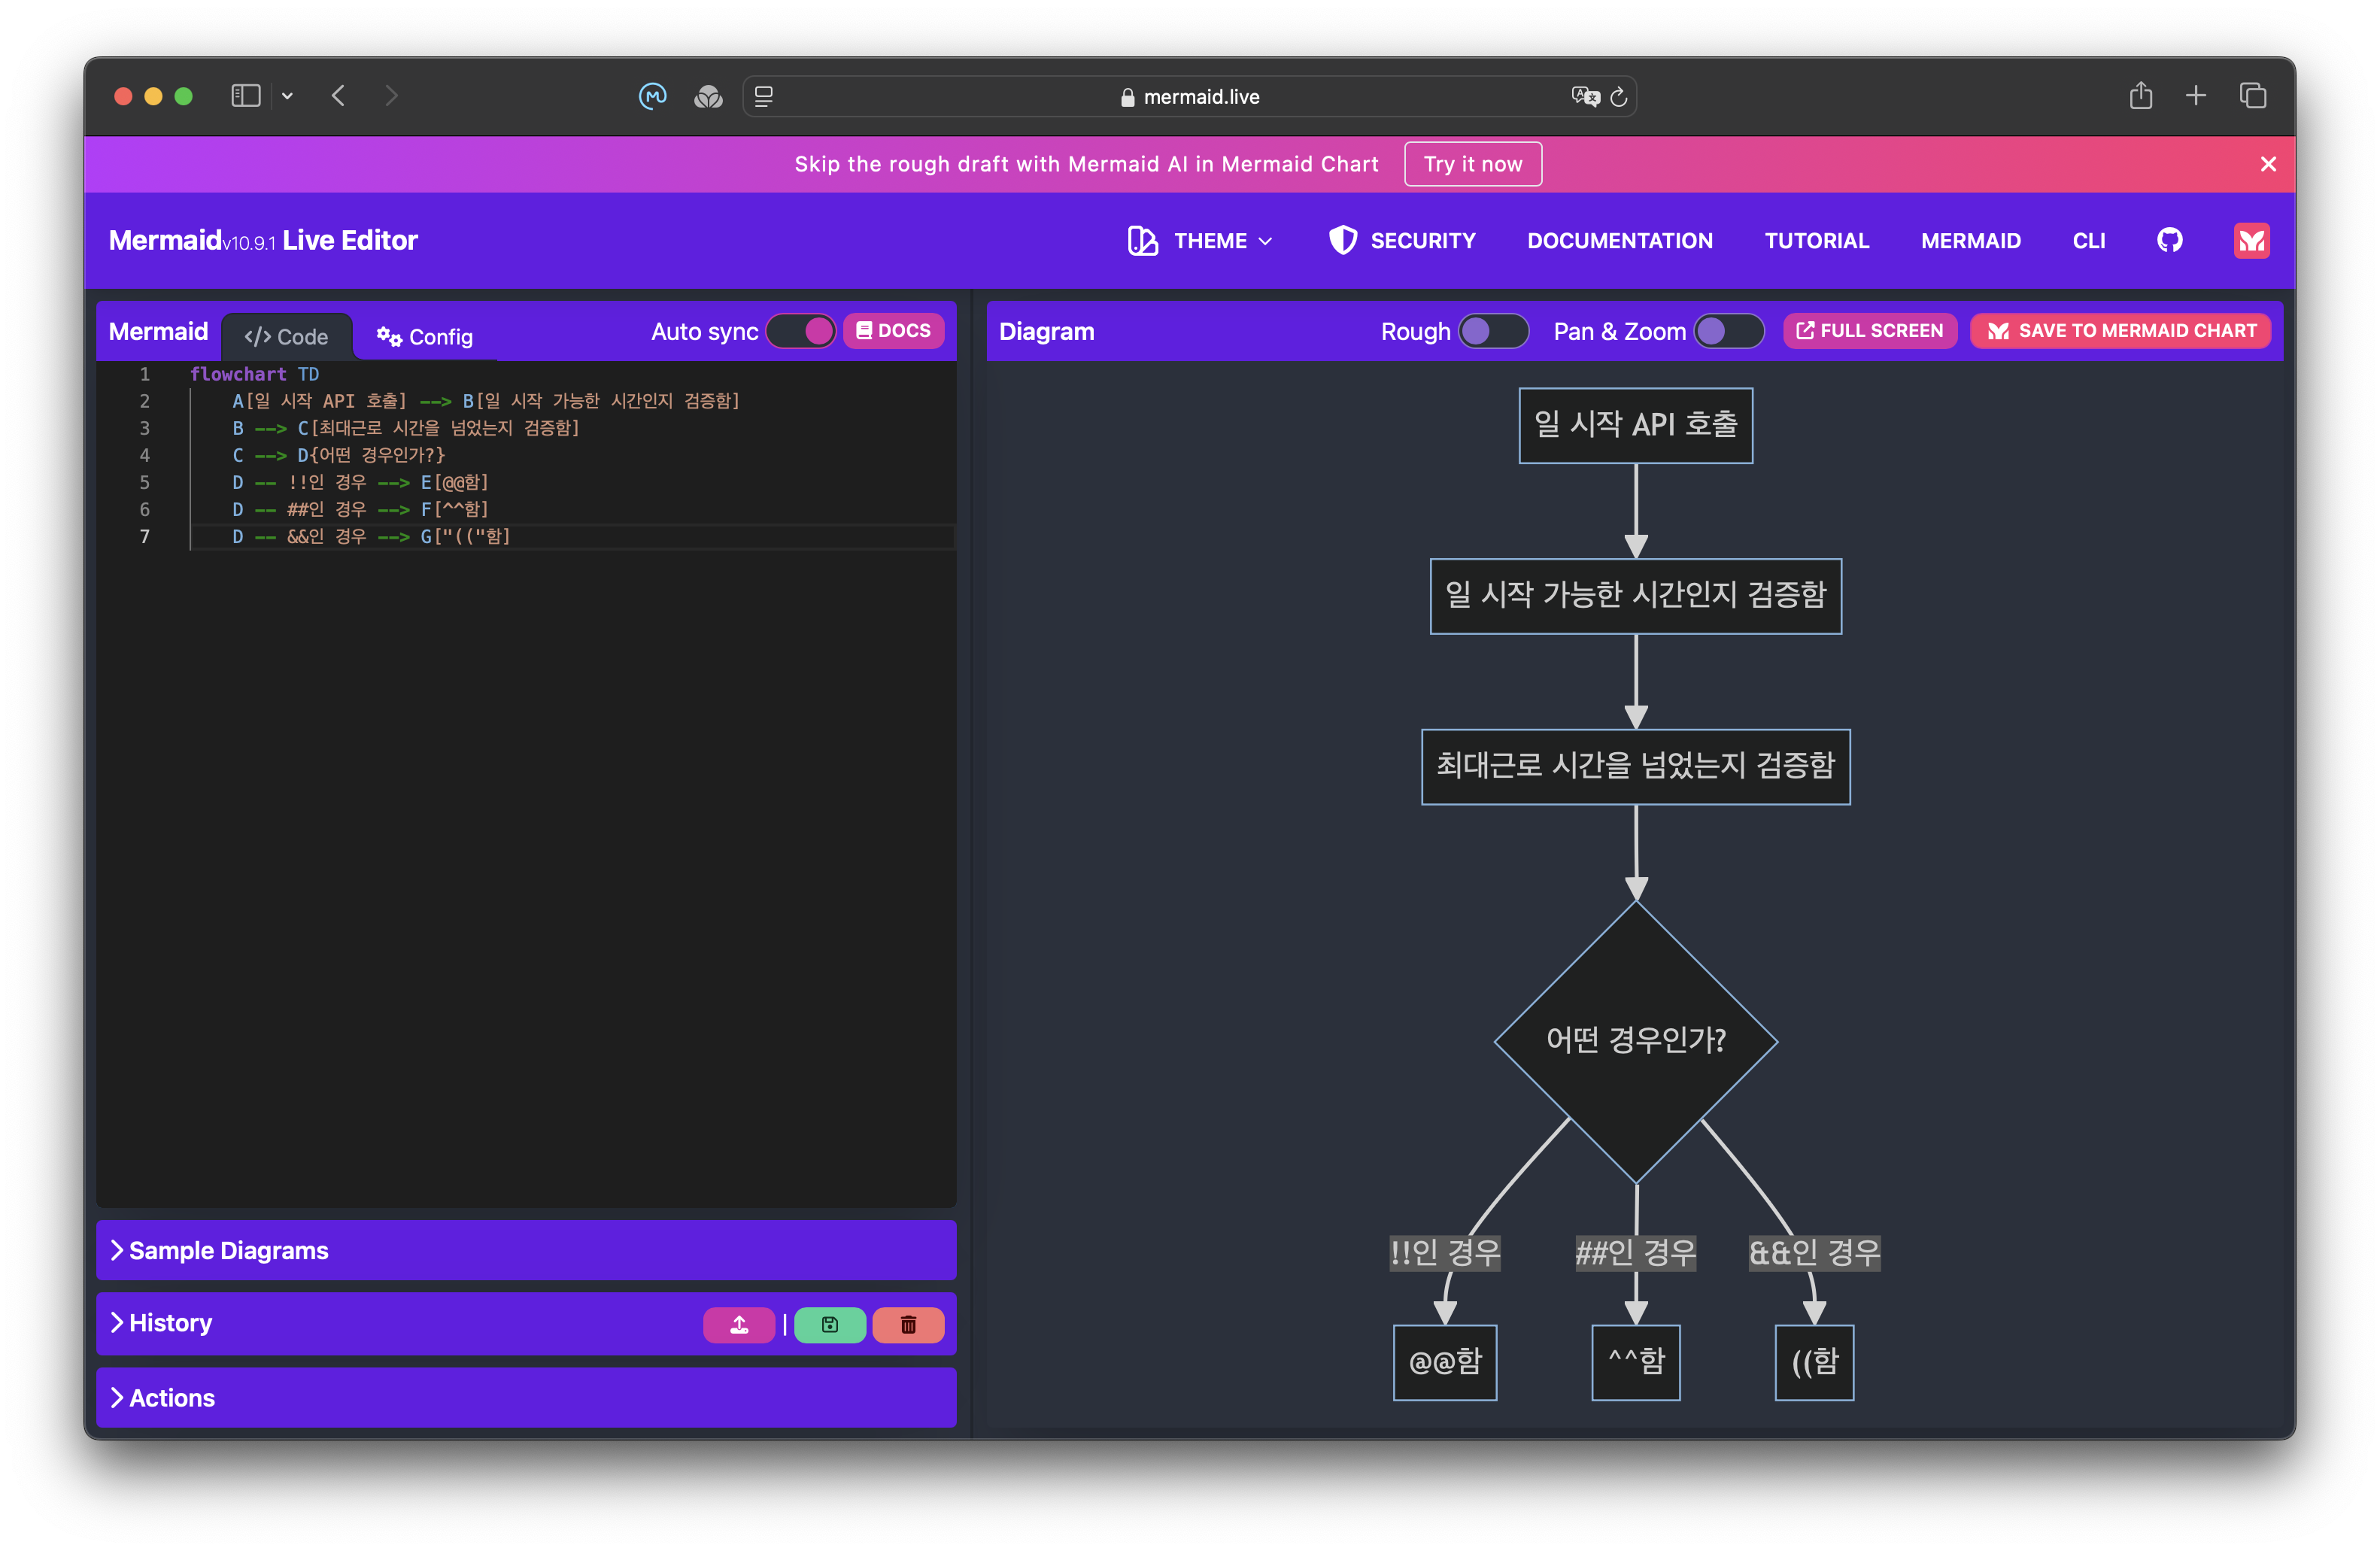 mermaid.live
Skip the rough draft with Mermaid AI in Mermaid Chart Try it now
Mermaidv10.9.1 Live Editor THEME SECURITY DOCUMENTATION TUTORIAL MERMAID CLI
Mermaid </> Code Config Auto sync DOCS
1 flowchart TD
2 A[일 시작 API 호출] --> B[일 시작 가능한 시간인지 검증함]
3 B --> C[최대근로 시간을 넘었는지 검증함]
4 C --> D{어떤 경우인가?}
5 D -- !!인 경우 --> E[@@함]
6 D -- ##인 경우 --> F[^^함]
7 D -- &&인 경우 --> G["(("함]
Sample Diagrams
History
Actions
Diagram Rough Pan & Zoom FULL SCREEN SAVE TO MERMAID CHART
일 시작 API 호출
일 시작 가능한 시간인지 검증함
최대근로 시간을 넘었는지 검증함
어떤 경우인가?
!!인 경우 ##인 경우 &&인 경우
@@함 ^^함 ((함